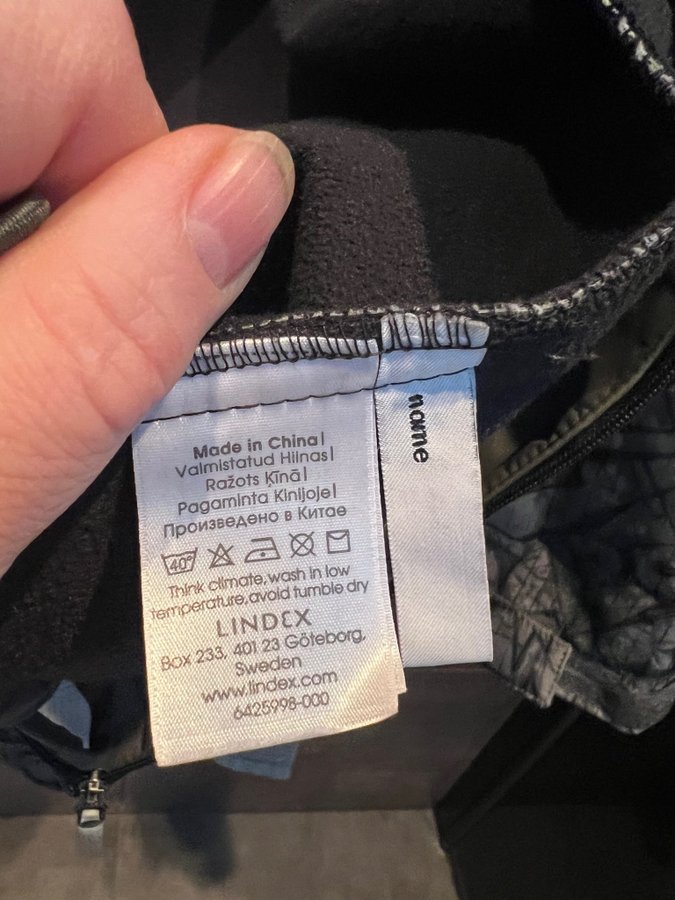 Made in China|
Valmistatud Hiinas|
Ražots Ķīnā|
Pagaminta Kinijoje|
Произведено в Китае
40°
Think climate, wash in low
temperature, avoid tumble dry
LINDEX
Box 233, 401 23 Göteborg,
Sweden
www.lindex.com
6425998-000
name